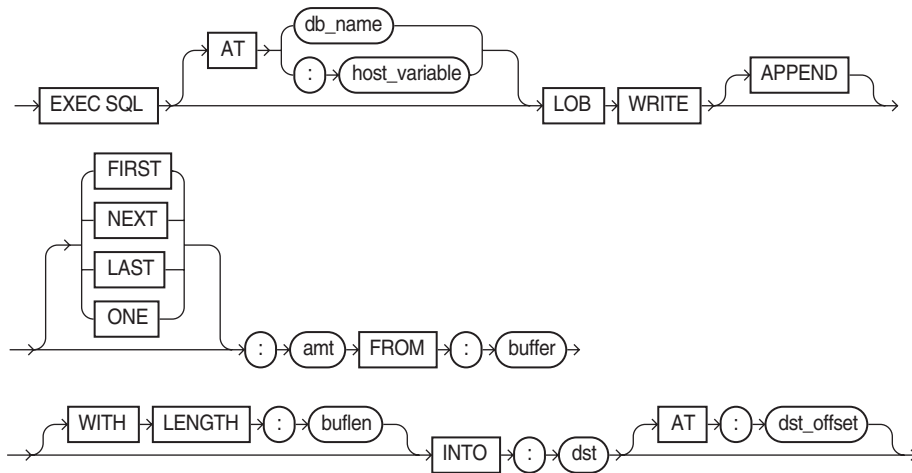 db_name
AT
: host_variable
EXEC SQL LOB WRITE APPEND
FIRST
NEXT
LAST
ONE
: amt FROM : buffer
WITH LENGTH : buflen AT : dst_offset
INTO : dst